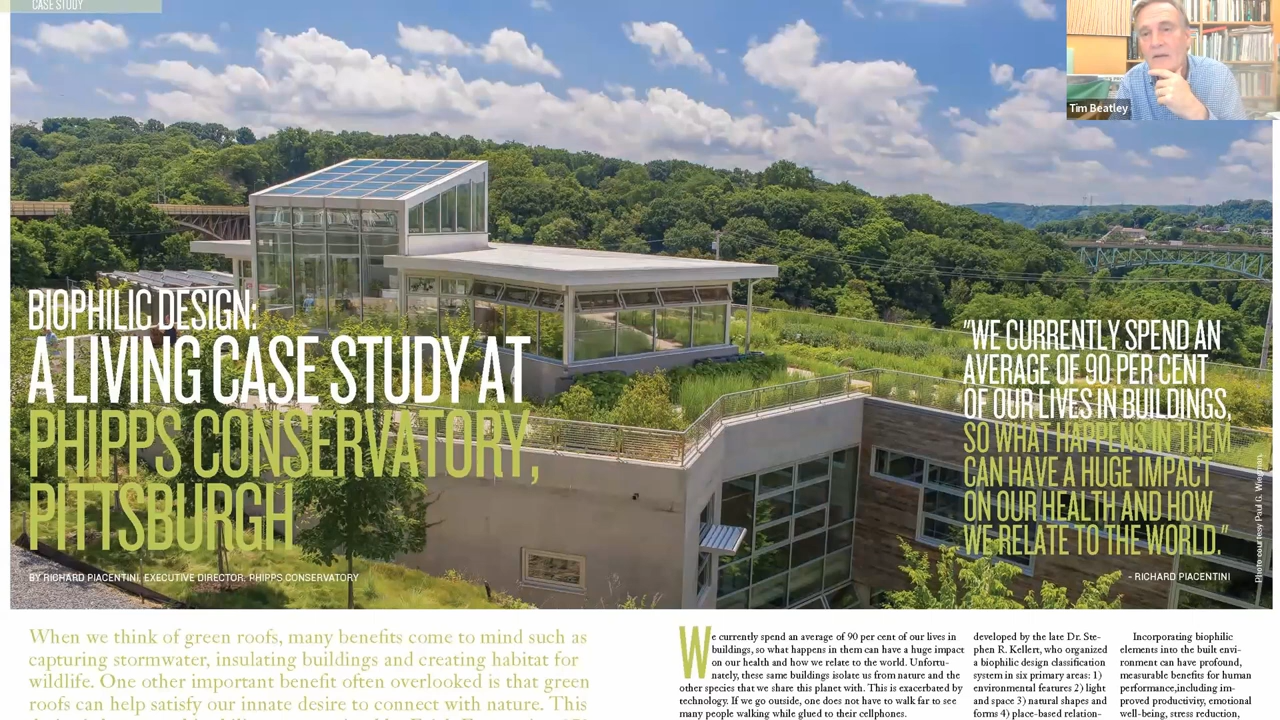 CASE STUDY
Tim Beatley
BIOPHILIC DESIGN:
A LIVING CASE STUDY AT
PHIPPS CONSERVATORY,
PITTSBURGH
BY RICHARD PIACENTINI, EXECUTIVE DIRECTOR, PHIPPS CONSERVATORY
"WE CURRENTLY SPEND AN
AVERAGE OF 90 PER CENT
OF OUR LIVES IN BUILDINGS,
SO WHAT HAPPENS IN THEM
CAN HAVE A HUGE IMPACT
ON OUR HEALTH AND HOW
WE RELATE TO THE WORLD."
- RICHARD PIACENTINI
Photo courtesy Paul G. Wiegman
When we think of green roofs, many benefits come to mind such as
capturing stormwater, insulating buildings and creating habitat for
wildlife. One other important benefit often overlooked is that green
roofs can help satisfy our innate desire to connect with nature. This
We currently spend an average of 90 per cent of our lives in
buildings, so what happens in them can have a huge impact
on our health and how we relate to the world. Unfortu-
nately, these same buildings isolate us from nature and the
other species that we share this planet with. This is exacerbated by
technology. If we go outside, one does not have to walk far to see
many people walking while glued to their cellphones.
developed by the late Dr. Ste-
phen R. Kellert, who organized
a biophilic design classification
system in six primary areas: 1)
environmental features 2) light
and space 3) natural shapes and
forms 4) place-based relation-
Incorporating biophilic
elements into the built envi-
ronment can have profound,
measurable benefits for human
performance,including im-
proved productivity, emotional
well-being, stress reduction,